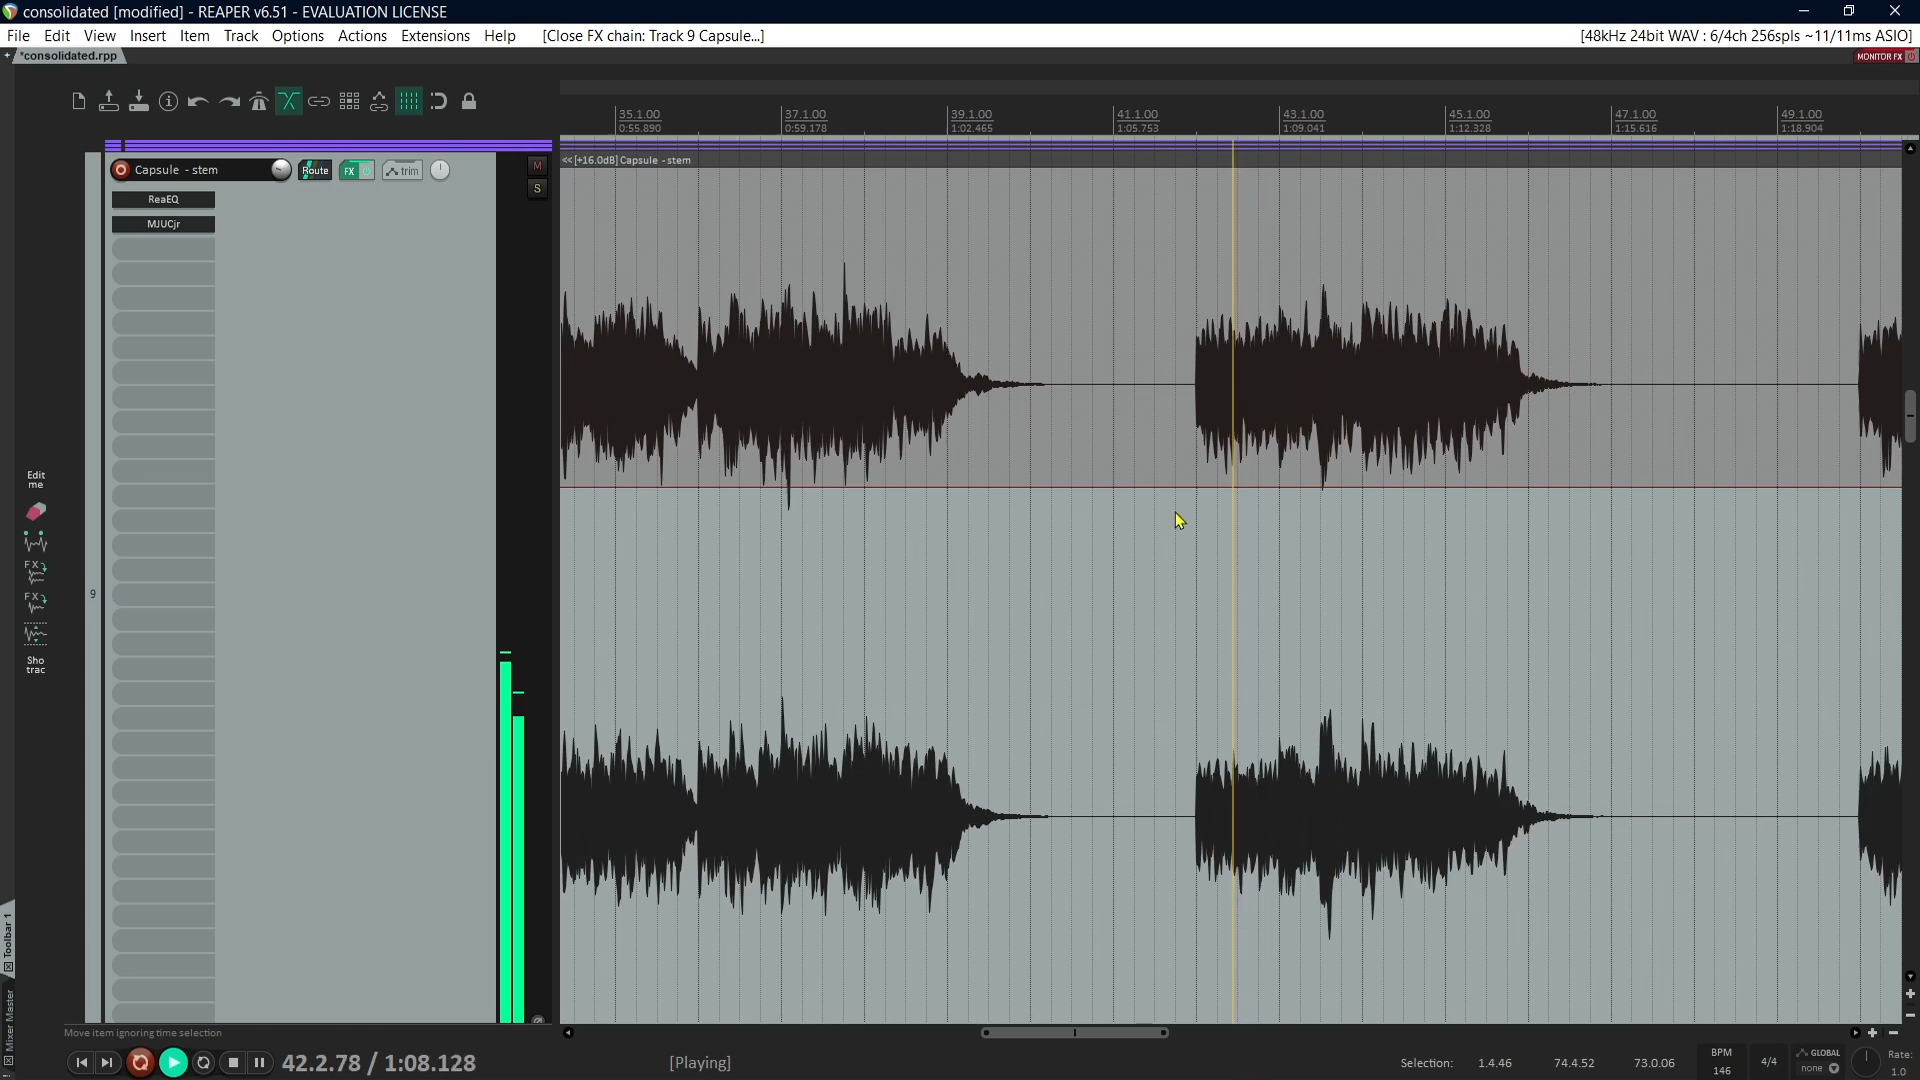 consolidated [modified] - REAPER v6.51 - EVALUATION LICENSE
File Edit View Insert Item Track Options Actions Extensions Help [Close FX chain: Track 9 Capsule...] [48kHz 24bit WAV : 6/4ch 256spls ~11/11ms ASIO]
*consolidated.rpp
MONITOR FX
35.1.00 37.1.00 39.1.00 41.1.00 43.1.00 45.1.00 47.1.00 49.1.00
0:55.890 0:59.178 1:02.465 1:05.753 1:09.041 1:12.328 1:15.616 1:18.904
<<[+16.0dB] Capsule - stem
Capsule - stem Route FX trim M
S
ReaEQ
MJUCjr
Edit
me
FX
FX
Sho
trac
9
Toolbar 1
Mixer Master
Move item ignoring time selection
42.2.78 / 1:08.128 [Playing] Selection: 1.4.46 74.4.52 73.0.06
BPM
146
4/4
GLOBAL
none
Rate:
1.0